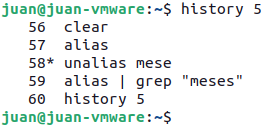 juan@juan-vmware:~$ history 5
   56  clear
   57  alias
   58* unalias mese
   59  alias | grep "meses"
   60  history 5
juan@juan-vmware:~$